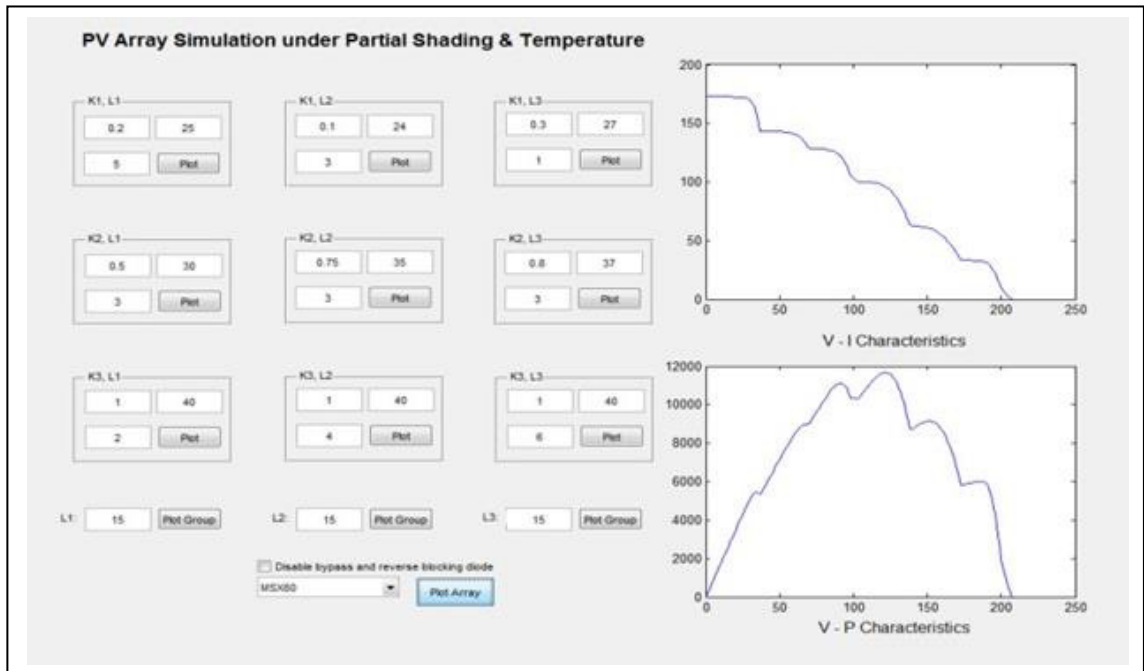 PV Array Simulation under Partial Shading & Temperature
K1, L1
0.2 25
5 Plot
K1, L2
0.1 24
3 Plot
K1, L3
0.3 27
1 Plot
K2, L1
0.5 30
3 Plot
K2, L2
0.75 35
3 Plot
K2, L3
0.8 37
3 Plot
K3, L1
1 40
2 Plot
K3, L2
1 40
4 Plot
K3, L3
1 40
6 Plot
L1: 15 Plot Group
L2: 15 Plot Group
L3: 15 Plot Group
Disable bypass and reverse blocking diode
MSX60
Plot Array
200
150
100
50
0
0 50 100 150 200 250
V - I Characteristics
12000
10000
8000
6000
4000
2000
0
0 50 100 150 200 250
V - P Characteristics